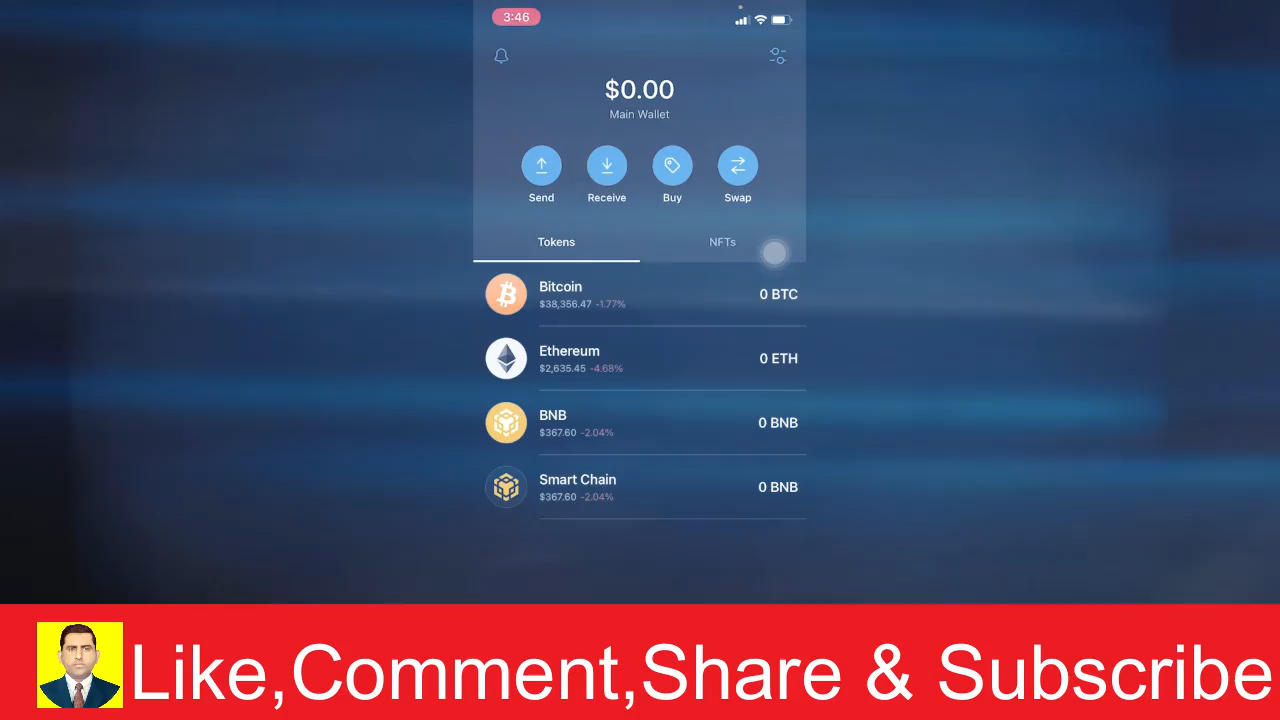 3:46
$0.00
Main Wallet
Send Receive Buy Swap
Tokens NFTs
Bitcoin
$38,356.47 -1.77%
0 BTC
Ethereum
$2,635.45 -4.68%
0 ETH
BNB
$367.60 -2.04%
0 BNB
Smart Chain
$367.60 -2.04%
0 BNB
Like,Comment,Share & Subscribe